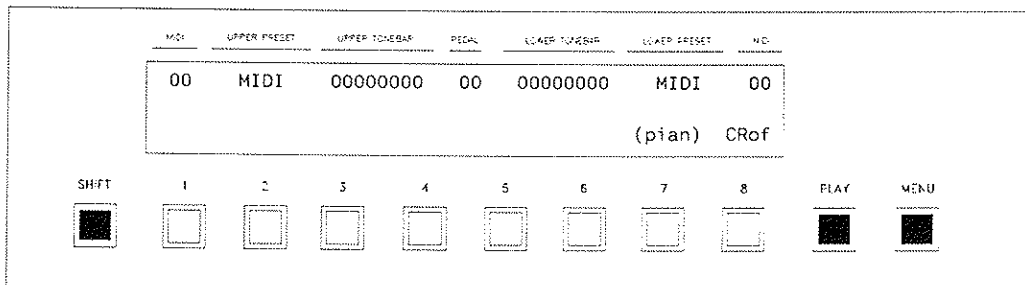 MIDI UPPER PRESET UPPER TONEBAR PEDAL LOWER TONEBAR LOWER PRESET MIDI
00 MIDI 00000000 00 00000000 MIDI 00
(pian) CRof
SHIFT 1 2 3 4 5 6 7 8 PLAY MENU